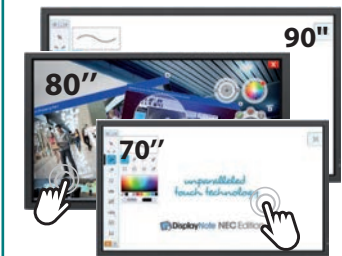 90"
80"
70"
unparalleled
touch technology
DisplayNote NEC Edition